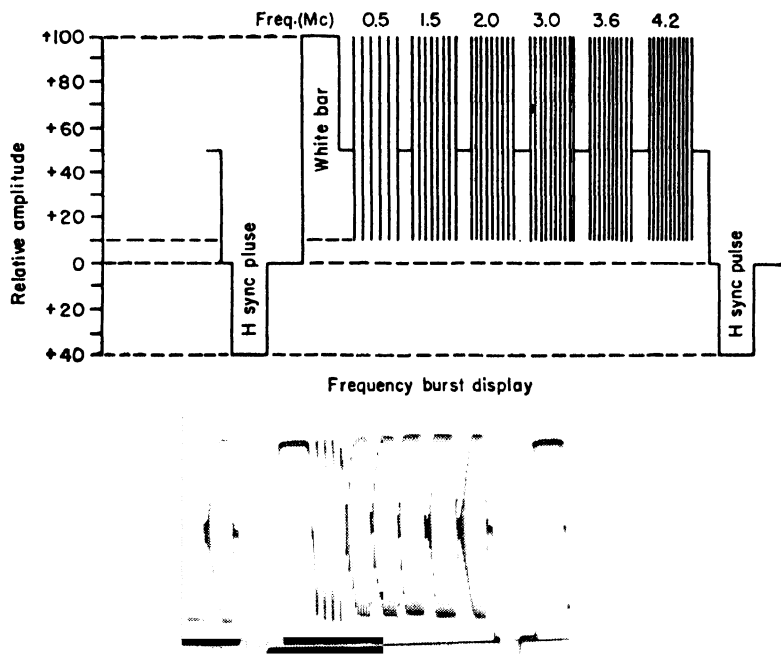 Freq.(Mc) 0.5 1.5 2.0 3.0 3.6 4.2
+100
+80
+60
+40
+20
0
+20
+40
Relative amplitude
H sync pluse
White bar
H sync pulse
Frequency burst display